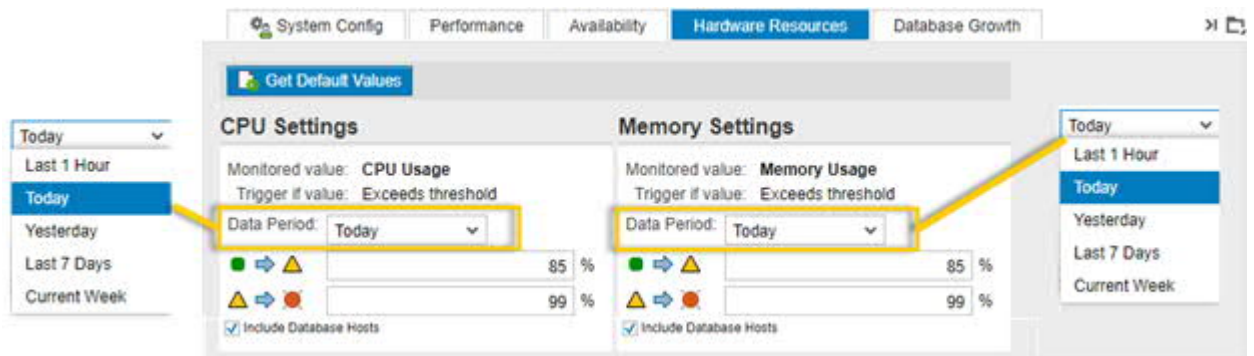 System Config Performance Availability Hardware Resources Database Growth
Get Default Values
Today
Last 1 Hour
Today
Yesterday
Last 7 Days
Current Week
CPU Settings
Monitored value: CPU Usage
Trigger if value: Exceeds threshold
Data Period: Today
85 %
99 %
Include Database Hosts
Memory Settings
Monitored value: Memory Usage
Trigger if value: Exceeds threshold
Data Period: Today
85 %
99 %
Include Database Hosts
Today
Last 1 Hour
Today
Yesterday
Last 7 Days
Current Week